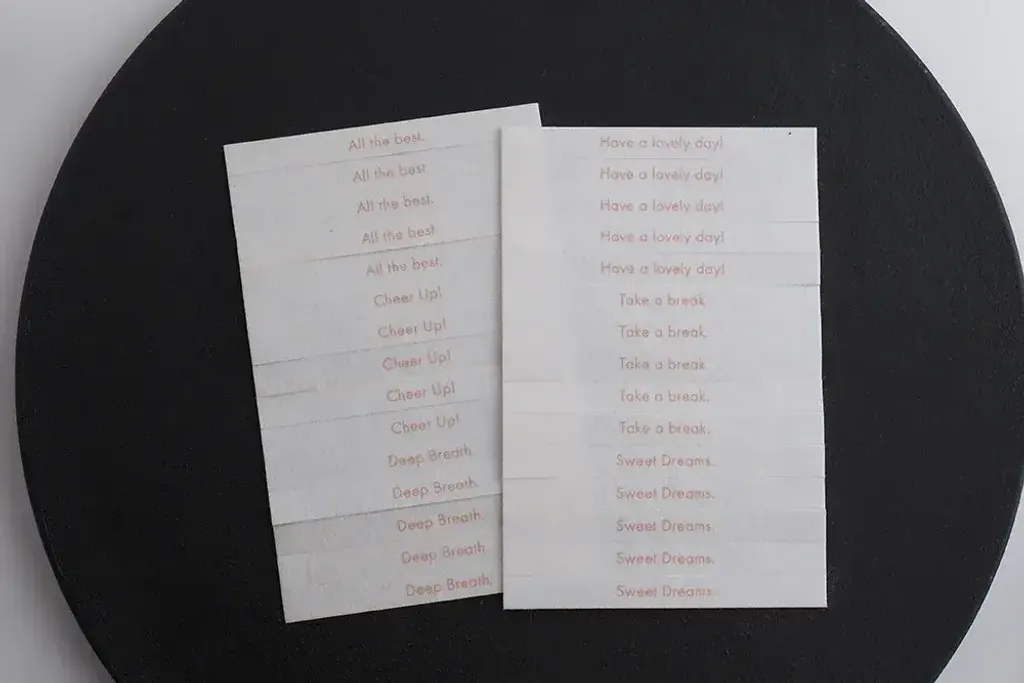 All the best.
All the best.
All the best.
All the best.
All the best.
Cheer Up!
Cheer Up!
Cheer Up!
Cheer Up!
Cheer Up!
Deep Breath.
Deep Breath.
Deep Breath.
Deep Breath.
Deep Breath.
Have a lovely day!
Have a lovely day!
Have a lovely day!
Have a lovely day!
Have a lovely day!
Take a break.
Take a break.
Take a break.
Take a break.
Take a break.
Sweet Dreams.
Sweet Dreams.
Sweet Dreams.
Sweet Dreams.
Sweet Dreams.